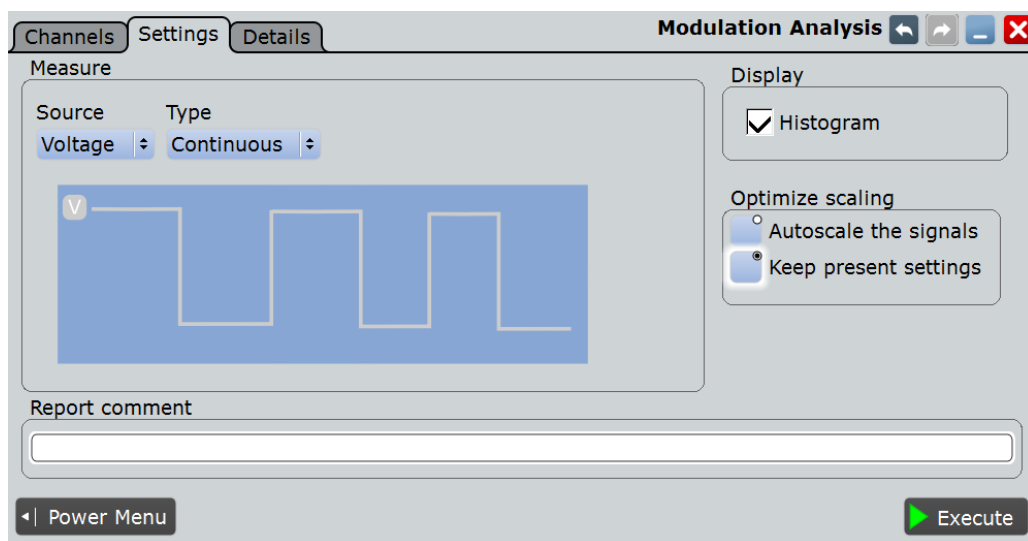 Channels Settings Details Modulation Analysis
Measure
Source Type
Voltage Continuous
V
Display
Histogram
Optimize scaling
Autoscale the signals
Keep present settings
Report comment
Power Menu Execute